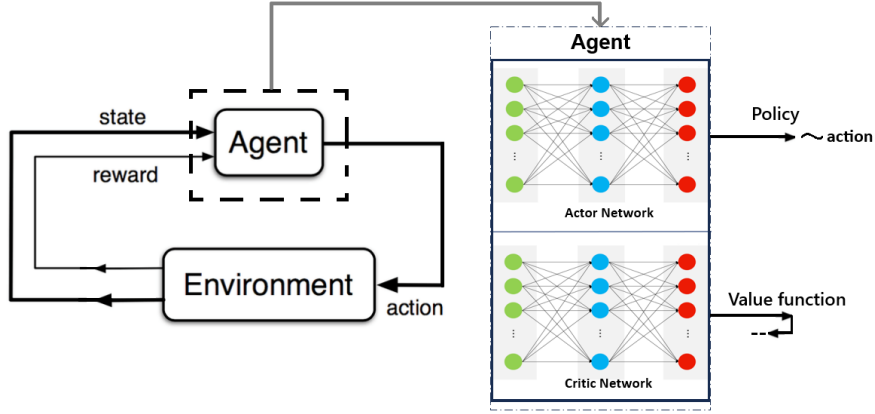 state
Agent
reward
Environment
action
Agent
Actor Network
Policy
~ action
Critic Network
Value function